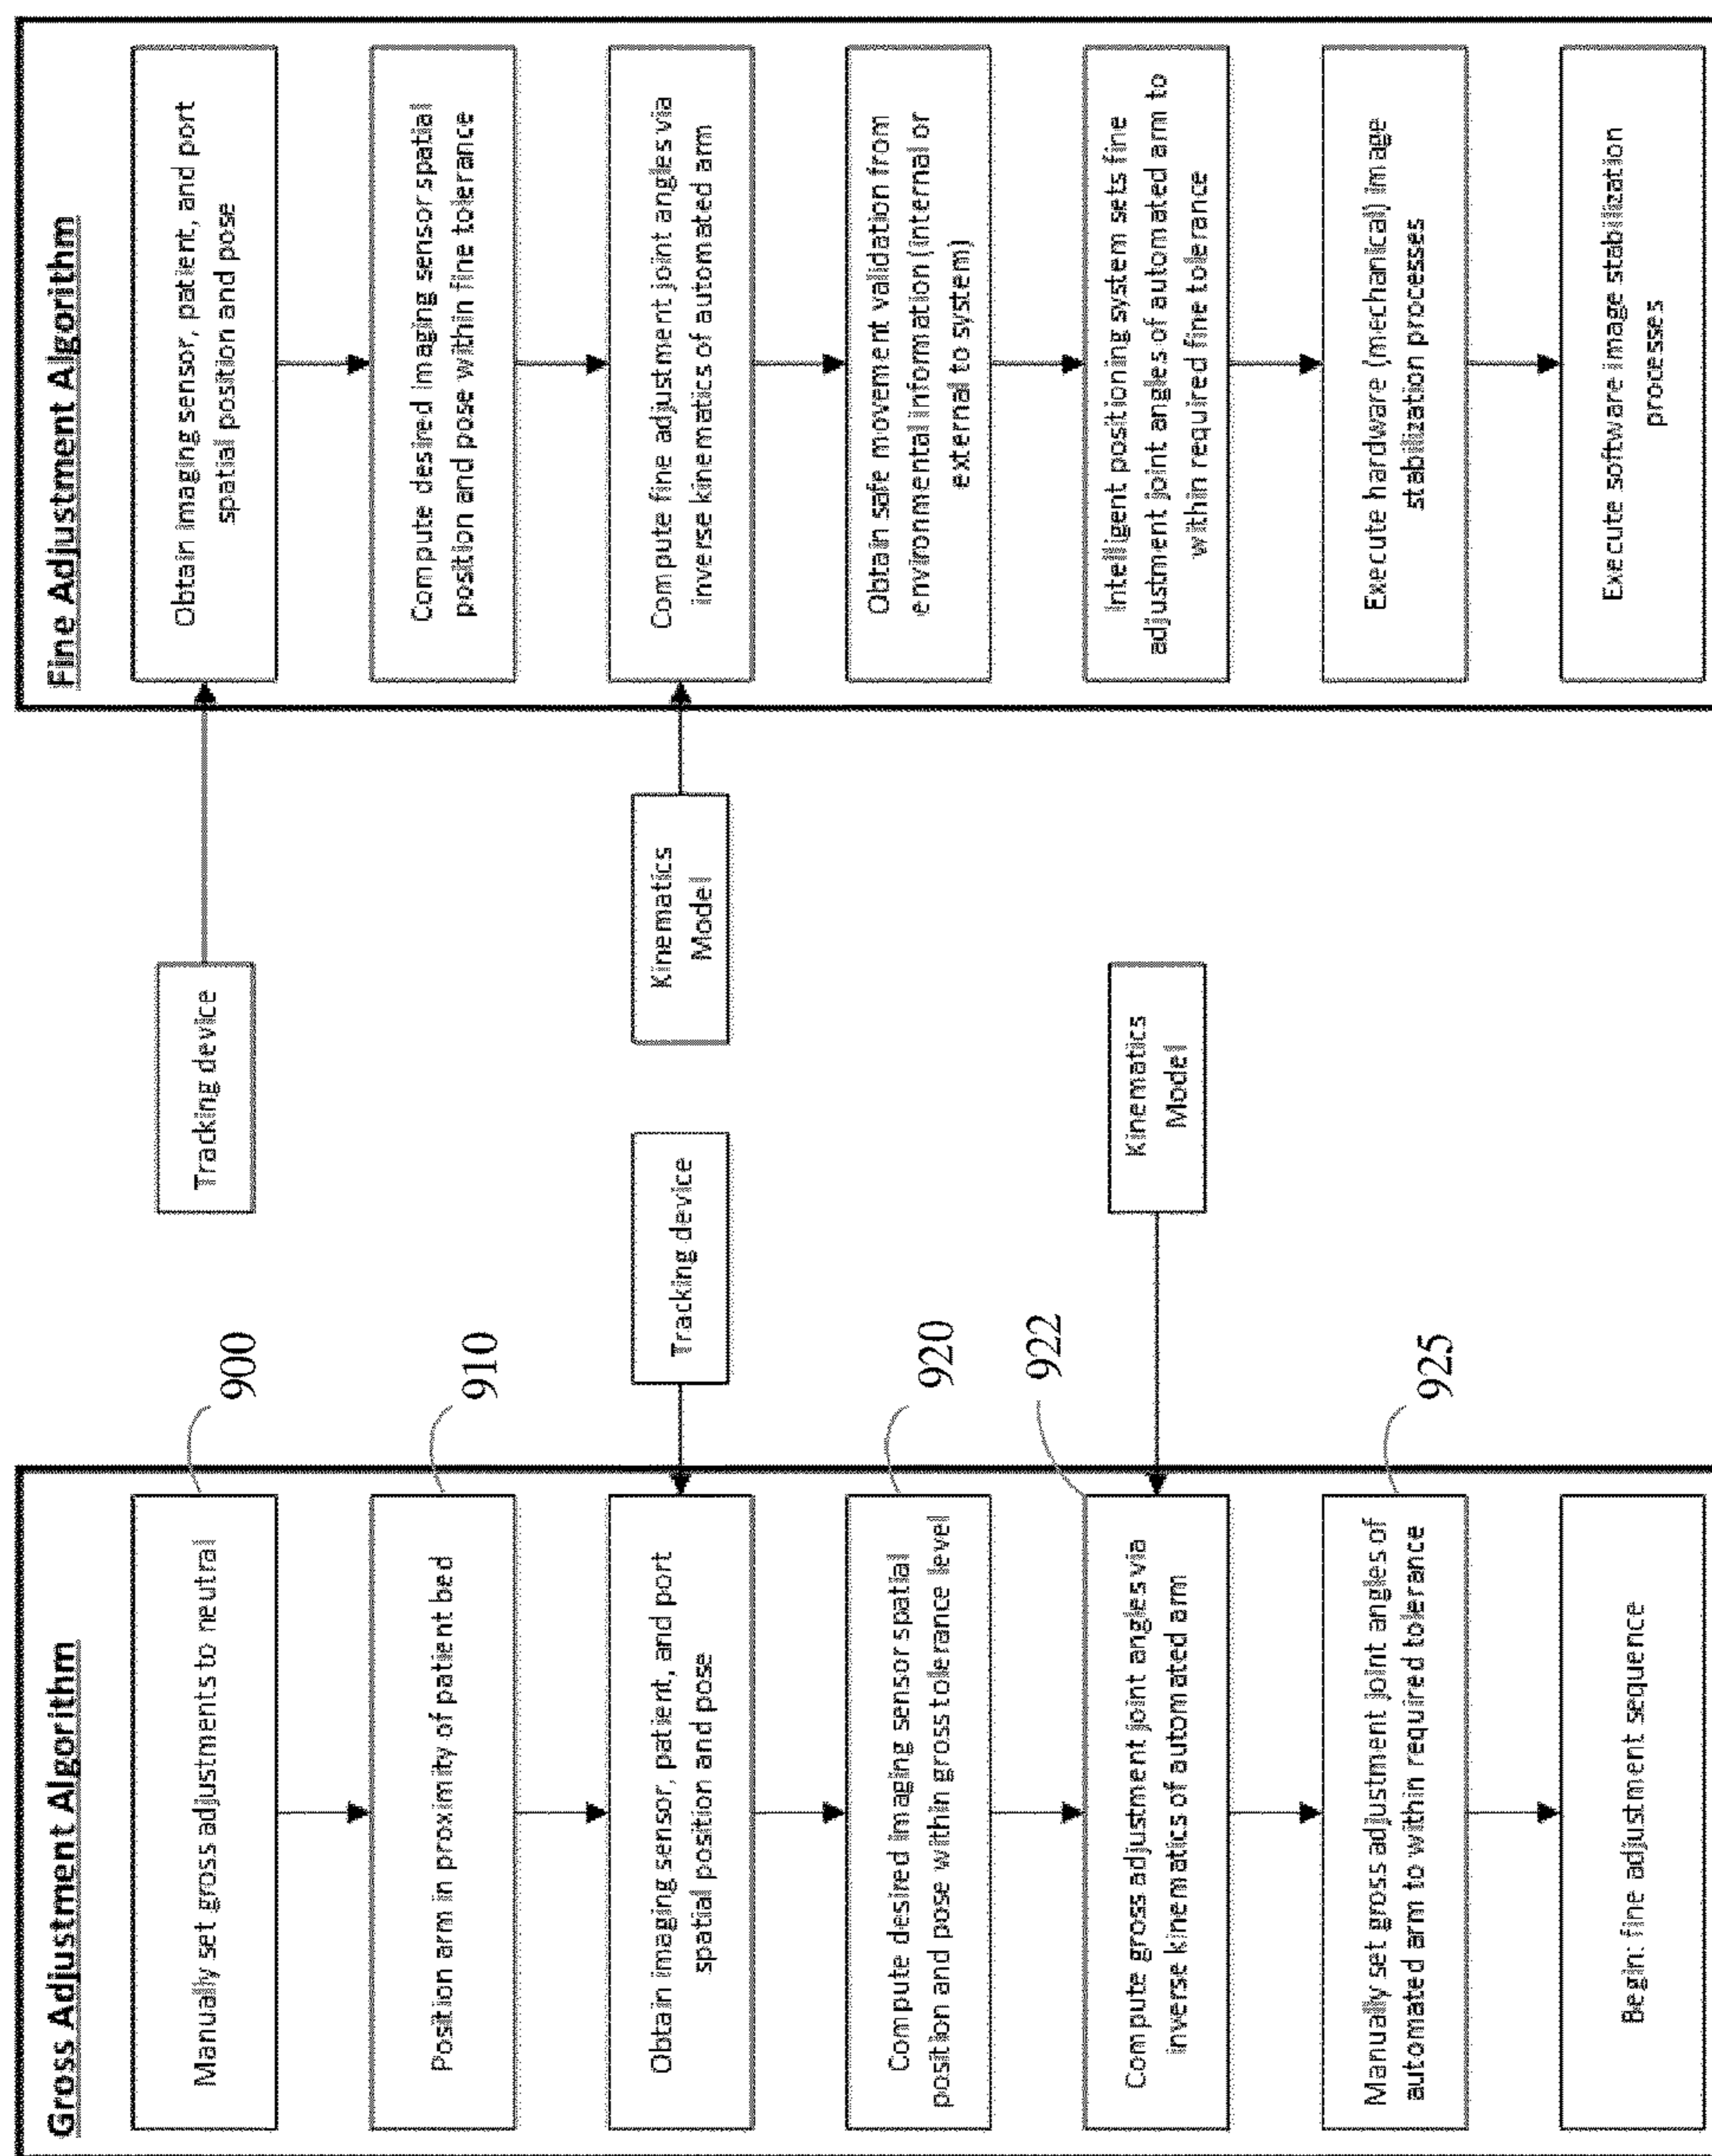 Gross Adjustment Algorithm
Manually set gross adjustments to neutral
900
Position arm in proximity of patient bed
910
Obtain imaging sensor, patient, and port
spatial position and pose
Tracking device
Compute desired imaging sensor spatial
position and pose within gross tolerance level
920
Compute gross adjustment joint angles via
inverse kinematics of automated arm
922
Kinematics
Model
Manually set gross adjustment joint angles of
automated arm to within required tolerance
925
Begin fine adjustment sequence
Fine Adjustment Algorithm
Tracking device
Obtain imaging sensor, patient, and port
spatial position and pose
Compute desired imaging sensor spatial
position and pose within fine tolerance
Kinematics
Model
Compute fine adjustment joint angles via
inverse kinematics of automated arm
Obtain safe movement validation from
environmental information (internal or
external to system)
Intelligent positioning system sets fine
adjustment joint angles of automated arm to
within required fine tolerance
Execute hardware (mechanical) image
stabilization processes
Execute software image stabilization
processes